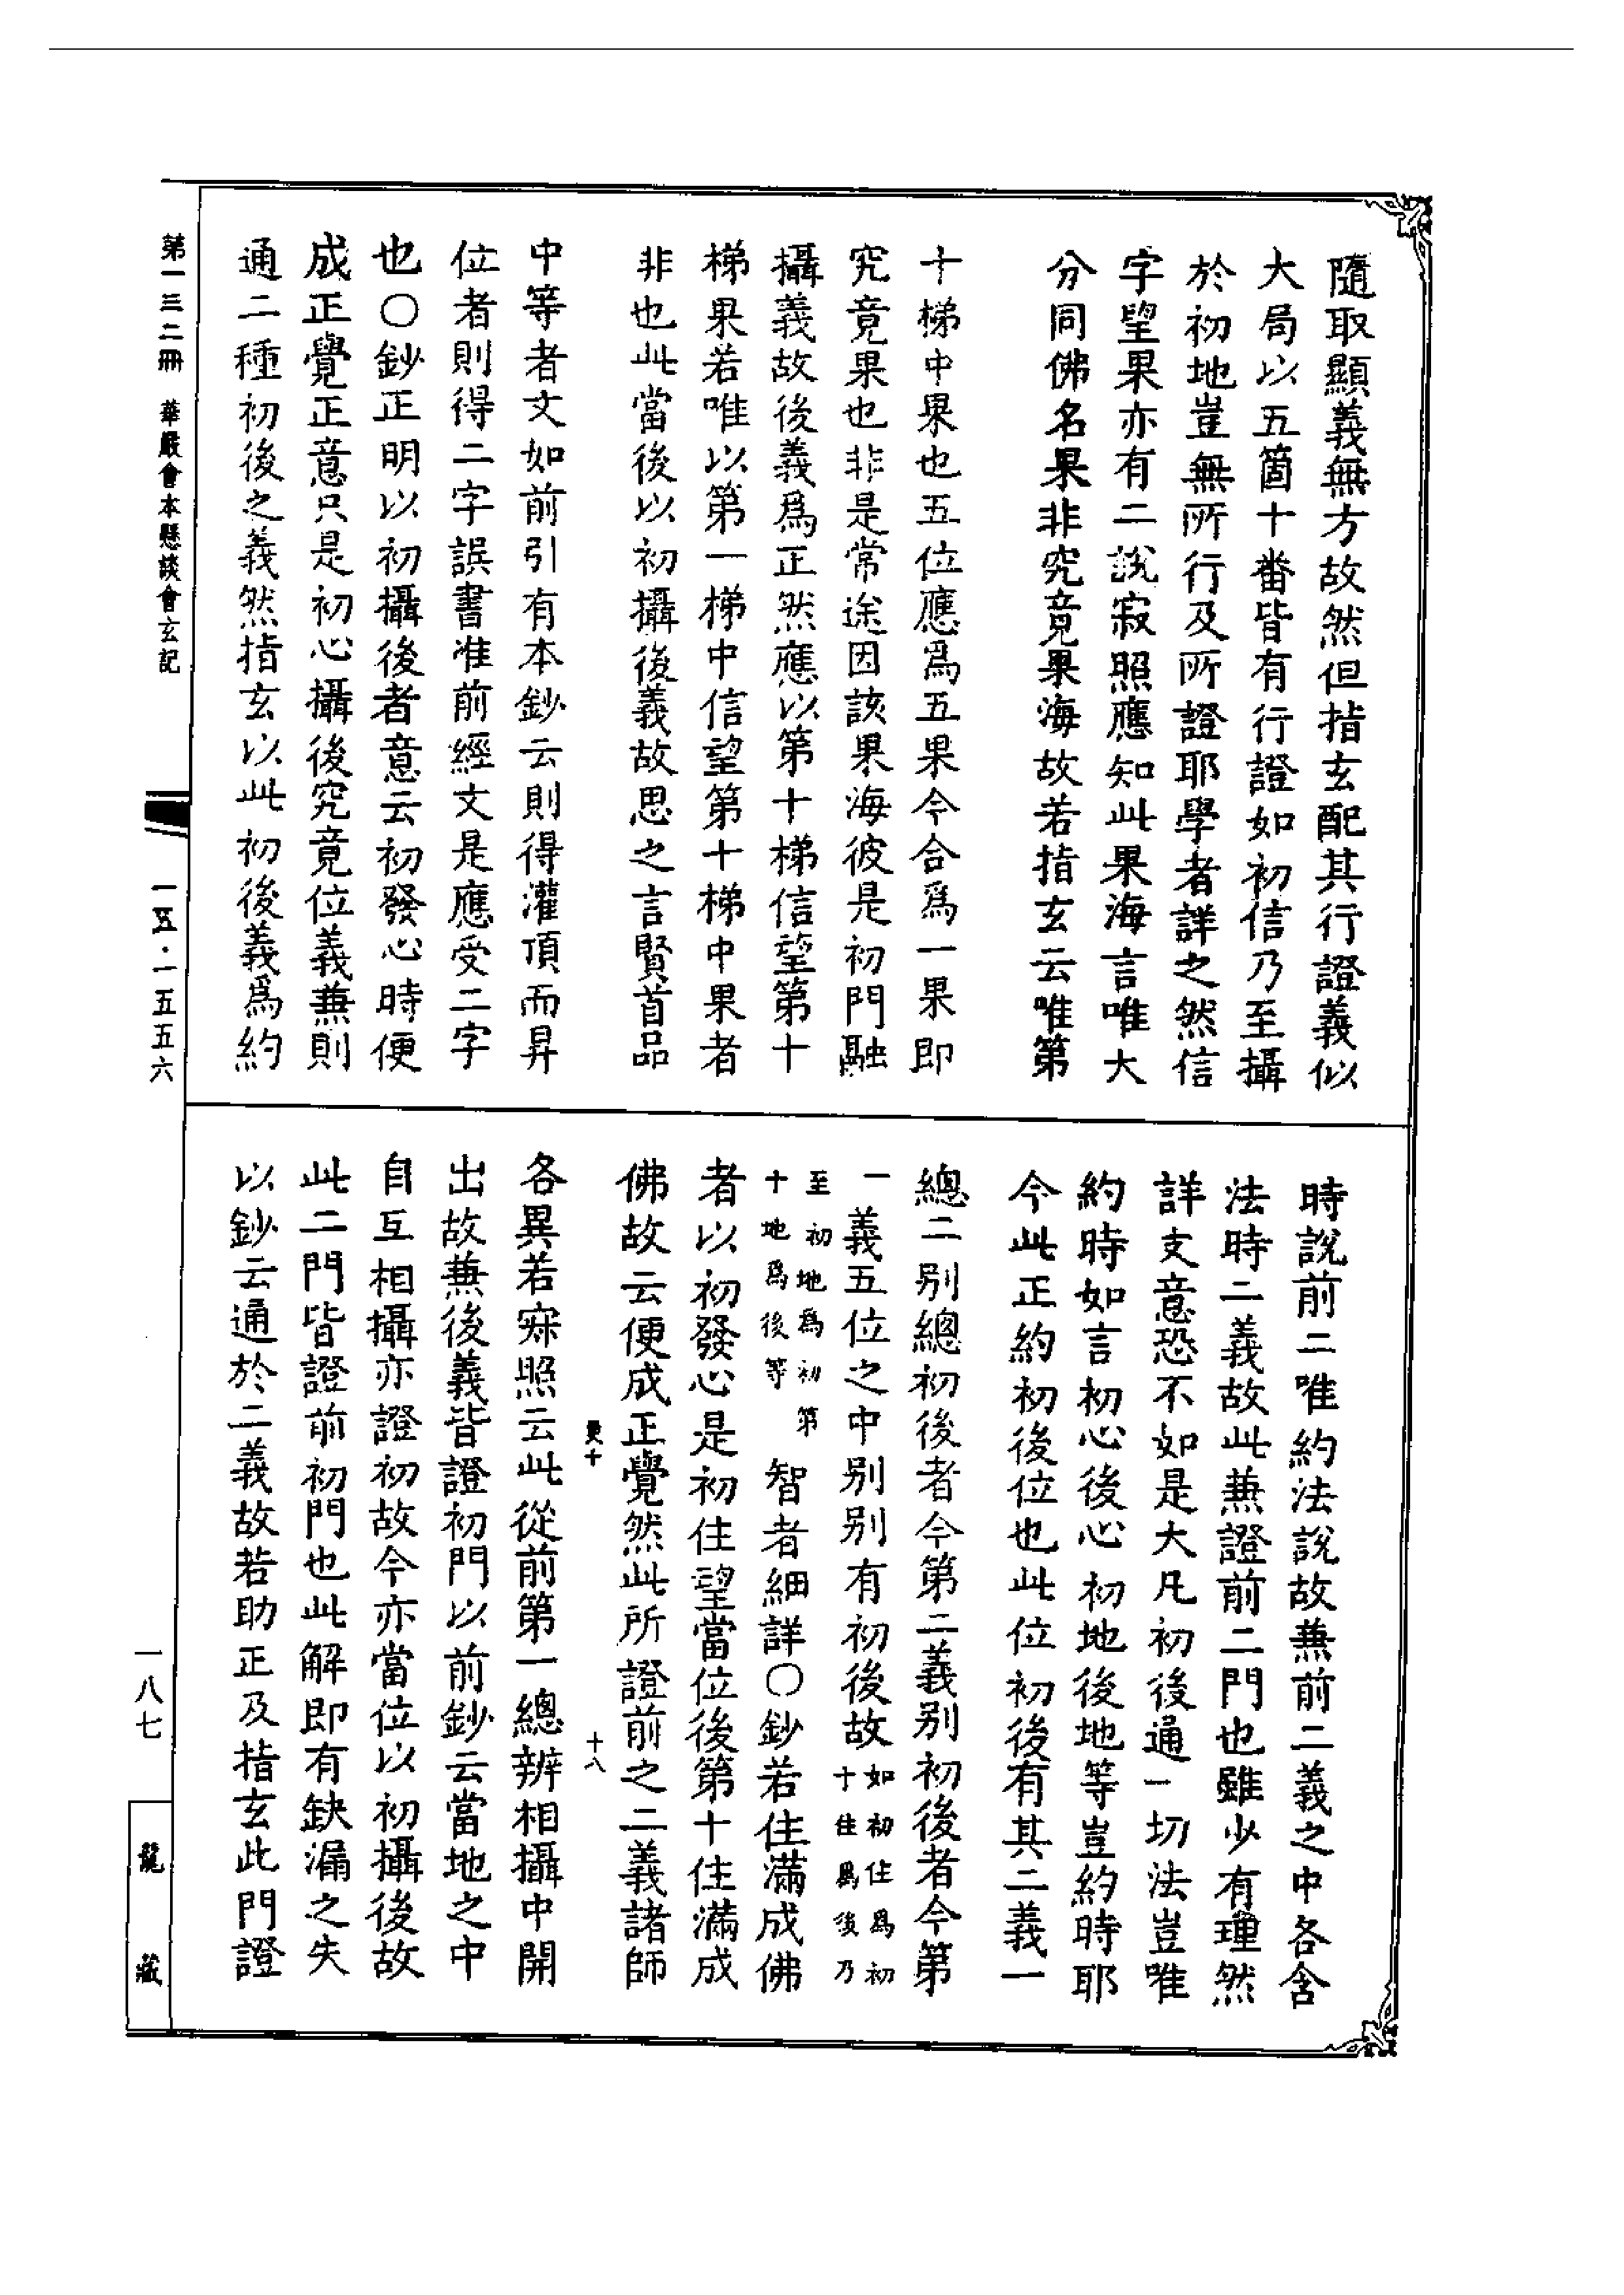 隨取顯義無方故然但指玄配其行證義似
大局以五箇十番皆有行證如初信乃至攝
於初地豈無所行及所證耶學者詳之然信
字望果亦有二說寂照應知此果海言唯大
分同佛名果非究竟果海故若指玄云唯第
十梯中果也五位應爲五果今合爲一果即
究竟果也非是常途因該果海彼是初門融
攝義故後義爲正然應以第十梯信望第十
梯果若唯以第一梯中信望第十梯中果者
非也此當後以初攝後義故思之言賢首品
中等者文如前引有本鈔云則得灌頂而昇
位者則得二字誤書准前經文是應受二字
也〇鈔正明以初攝後者意云初發心時便
成正覺正意只是初心攝後究竟位義兼則
通二種初後之義然指玄以此初後義爲約
時說前二唯約法說故兼前二義之中各含
法時二義故此兼證前二門也雖少有理然
詳支意恐不如是大凡初後通一切法豈唯
約時如言初心後心初地後地等豈約時耶
今此正約初後位也此位初後有其二義一
總二別總初後者今第二義別初後者今第
一義五位之中別別有初後故如初住爲初
十住爲後乃
至初地爲初第
十地爲後等
智者細詳〇鈔若住滿成佛
者以初發心是初住望當位後第十住滿成
佛故云便成正覺然此所證前之二義諸師
更十
十八
各異若寂照云此從前第一總辨相攝中開
出故兼後義皆證初門以前鈔云當地之中
自互相攝亦證初故今亦當位以初攝後故
此二門皆證前初門也此解即有缺漏之失
以鈔云通於二義故若助正及指玄此門證
第一三二冊 華嚴會本懸談會玄記
一五·一五五六
一八七
龍藏